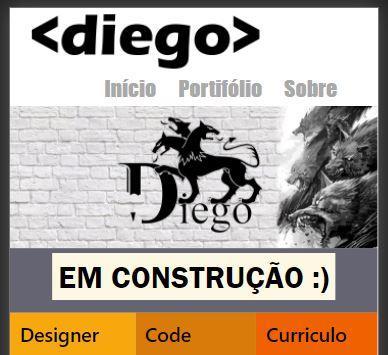 <diego>
Início Portifólio Sobre
Diego
EM CONSTRUÇÃO :)
Designer Code Curriculo